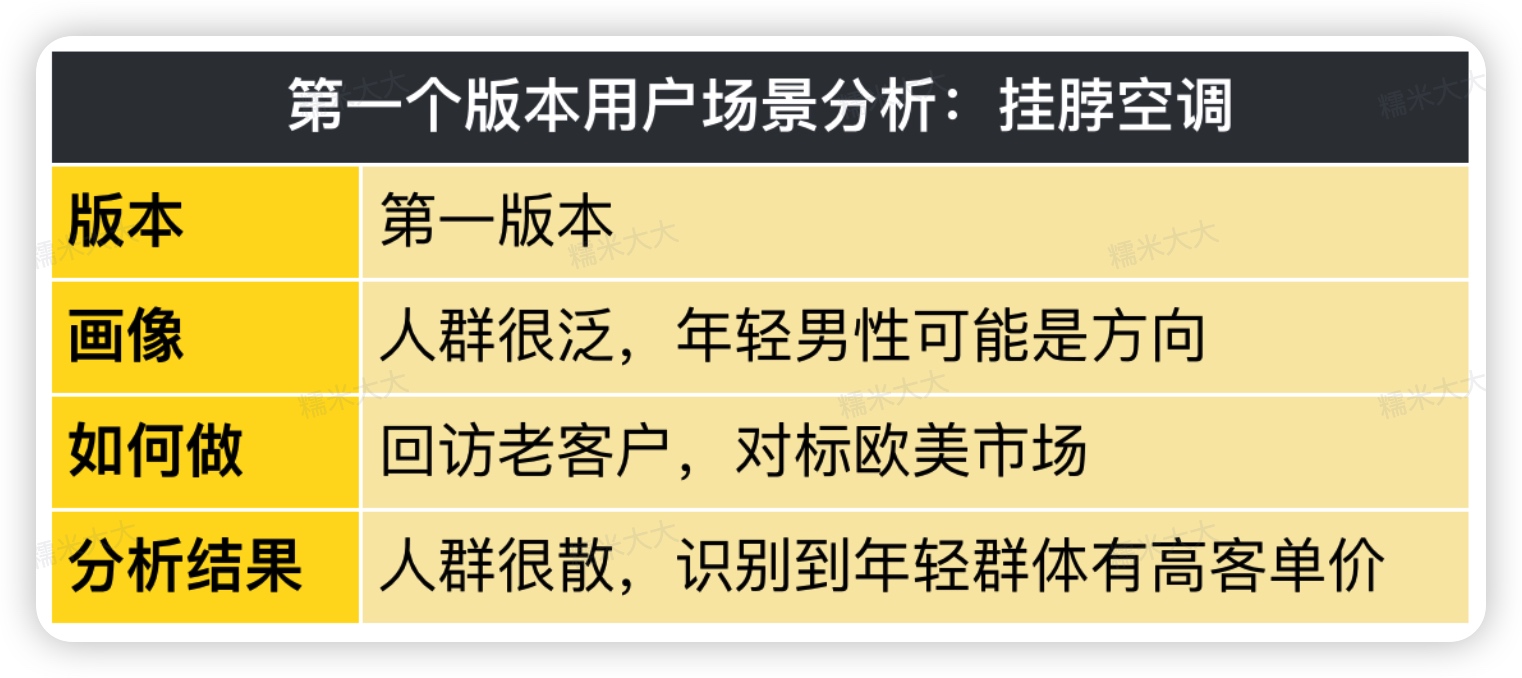 第一个版本用户场景分析：挂脖空调
版本 第一版本
画像 人群很泛，年轻男性可能是方向
如何做 回访老客户，对标欧美市场
分析结果 人群很散，识别到年轻群体有高客单价
糯米大大